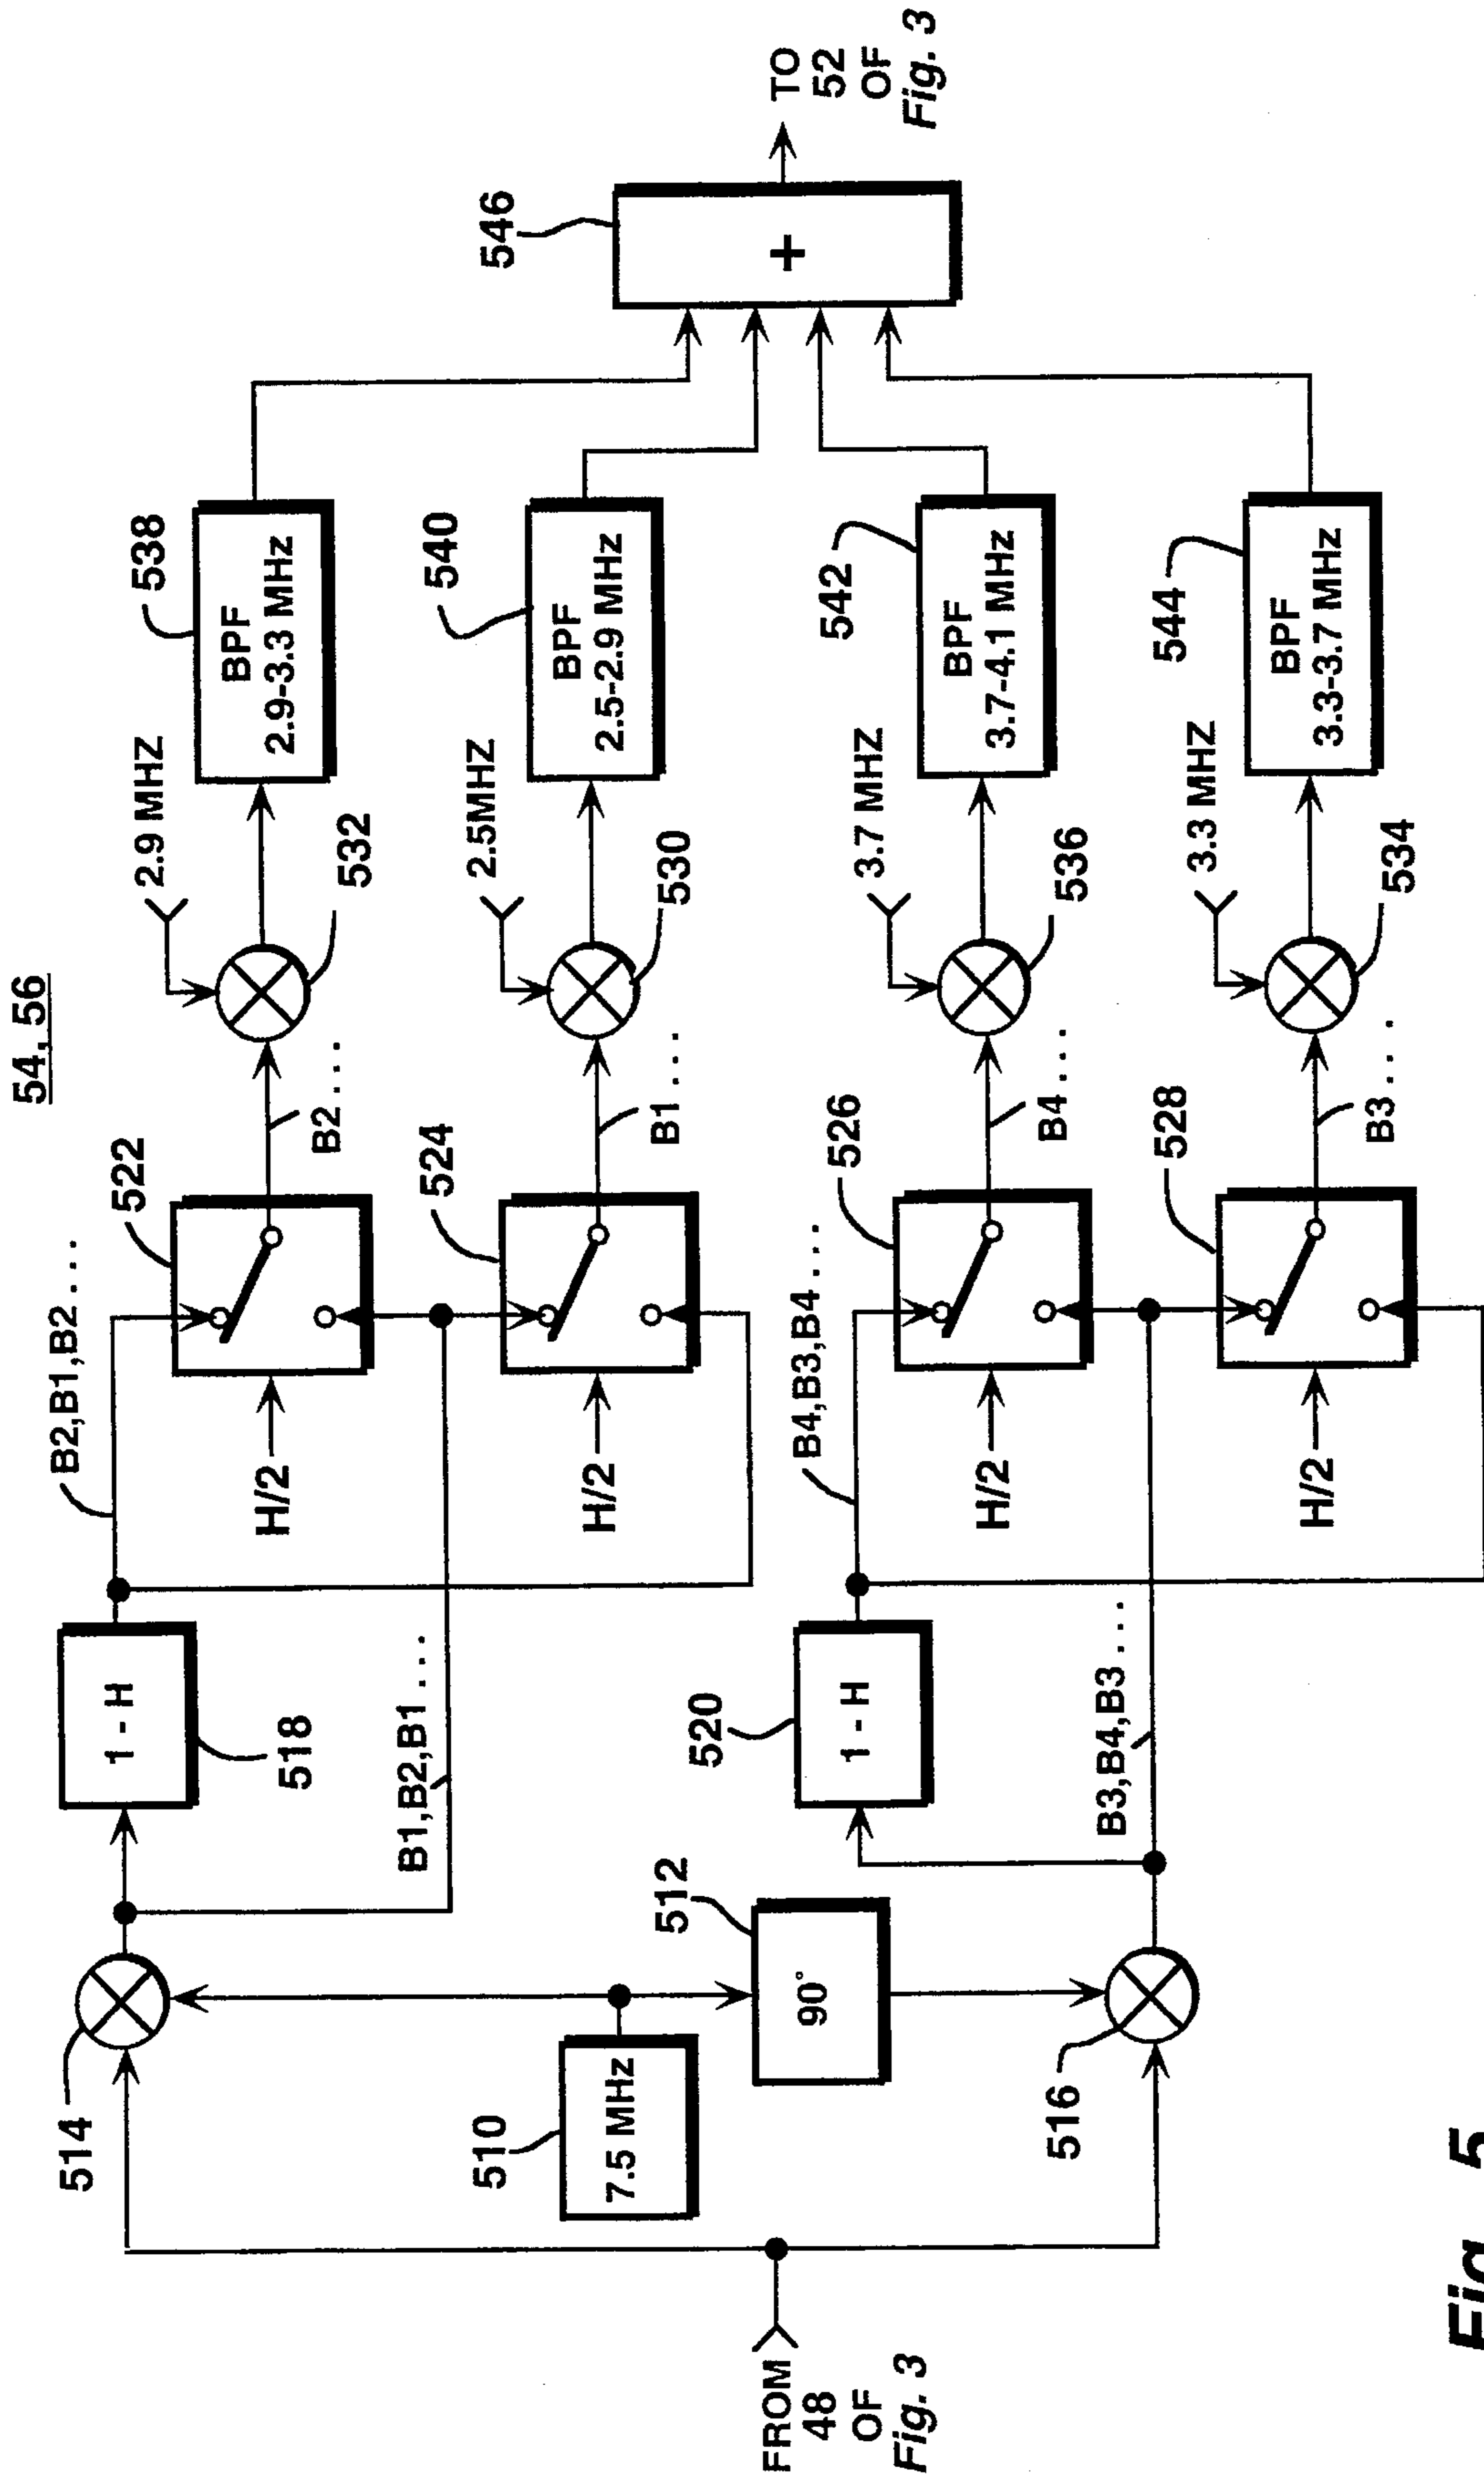 54, 56
FROM
48
OF
Fig. 3
514
510
7.5 MHz
512
90°
516
518
1 - H
520
1 - H
B2,B1,B2...
B1,B2,B1...
B4,B3,B4...
B3,B4,B3...
522
H/2
B2...
524
H/2
B1...
526
H/2
B4...
528
H/2
B3...
2.9 MHZ
532
2.5MHZ
530
3.7 MHZ
536
3.3 MHZ
534
538
BPF
2.9-3.3 MHz
540
BPF
2.5-2.9 MHz
542
BPF
3.7-4.1 MHz
544
BPF
3.3-3.7 MHz
546
+
TO
52
OF
Fig. 3
Fig. 5